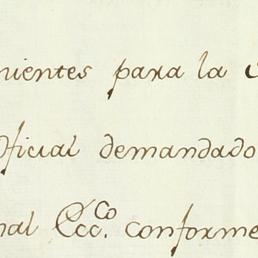 nientes para la
Oficial demandado
nal Ecc.co conforme